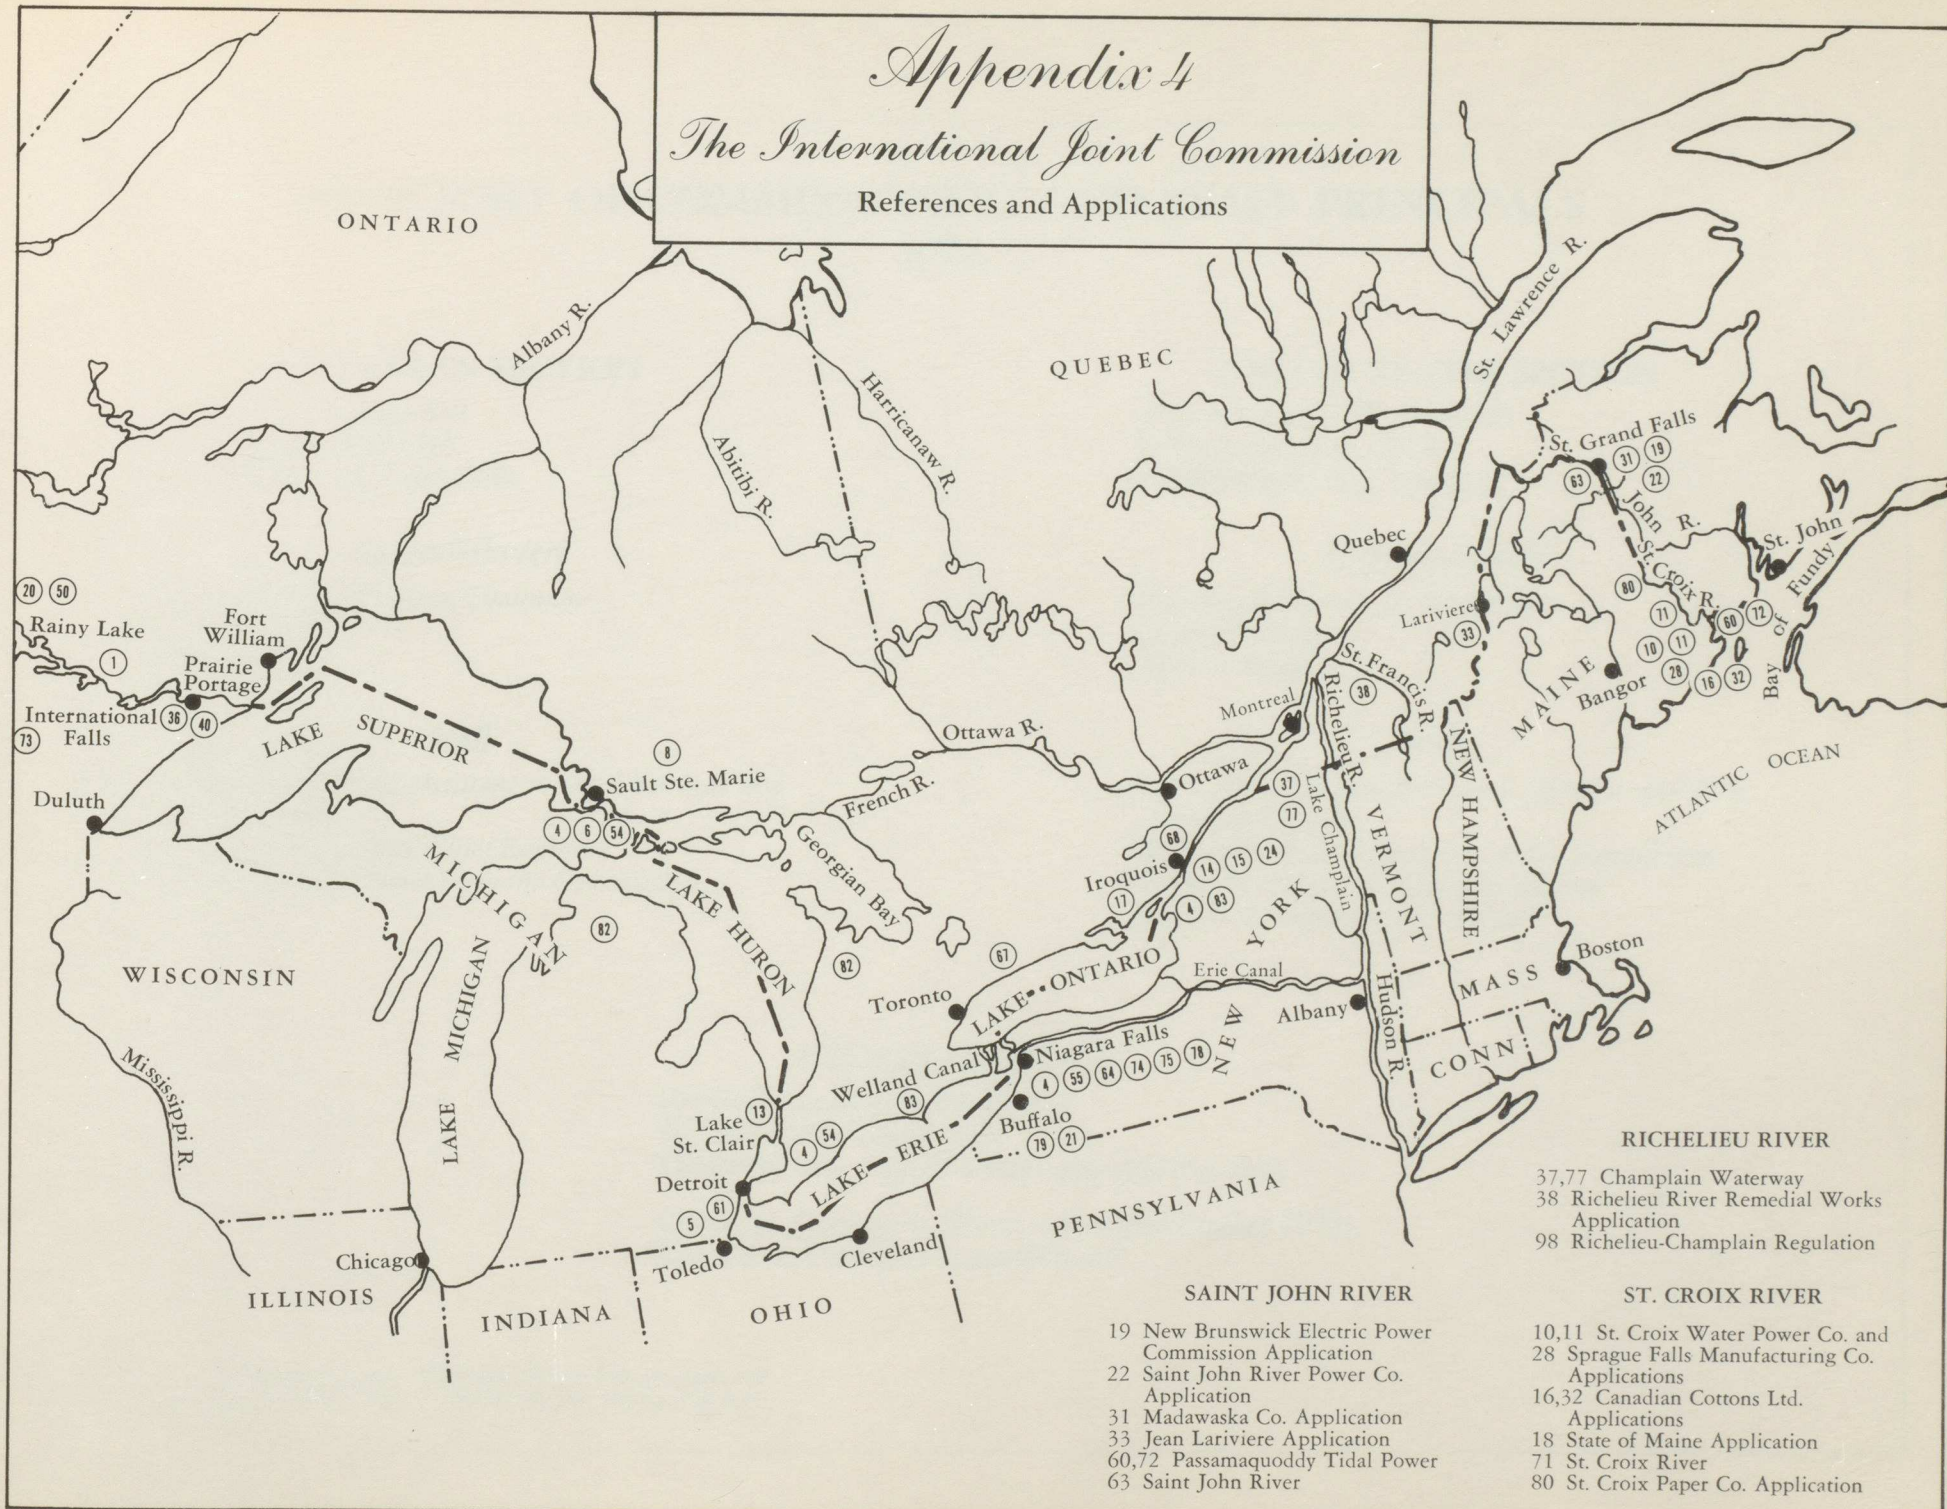 Appendix 4
The International Joint Commission
References and Applications
ONTARIO
Albany R.
QUEBEC
St. Lawrence R.
Harricanaw R.
Abitibi R.
St. Grand Falls
31 19
63 22
John R.
Quebec
St. John
St. Croix R.
Bay of Fundy
80
71 60 72
10 11
28 16 32
20 50
Rainy Lake
1
Fort
William
Prairie
Portage
International
Falls
36 40
73
LAKE SUPERIOR
Lariviere
33
MAINE
Bangor
St. Francis R.
38
Montreal
Richelieu R.
Ottawa R.
Ottawa
8
Sault Ste. Marie
French R.
Duluth
4 6 54
Georgian Bay
37
77
Lake Champlain
VERMONT
NEW HAMPSHIRE
ATLANTIC OCEAN
MICHIGAN
LAKE HURON
82
82
68
Iroquois
14 15 24
17
4 83
NEW YORK
67
WISCONSIN
LAKE MICHIGAN
Toronto
LAKE ONTARIO
Erie Canal
Albany
Hudson R.
MASS
Boston
CONN
Mississippi R.
Welland Canal
83
Niagara Falls
4 55 64 74 75 78
Buffalo
79 21
Lake
St. Clair
13
4 54
LAKE ERIE
Detroit
5 61
Toledo
Cleveland
PENNSYLVANIA
Chicago
ILLINOIS
INDIANA
OHIO
RICHELIEU RIVER
37,77 Champlain Waterway
38 Richelieu River Remedial Works
Application
98 Richelieu-Champlain Regulation
SAINT JOHN RIVER
19 New Brunswick Electric Power
Commission Application
22 Saint John River Power Co.
Application
31 Madawaska Co. Application
33 Jean Lariviere Application
60,72 Passamaquoddy Tidal Power
63 Saint John River
ST. CROIX RIVER
10,11 St. Croix Water Power Co. and
28 Sprague Falls Manufacturing Co.
Applications
16,32 Canadian Cottons Ltd.
Applications
18 State of Maine Application
71 St. Croix River
80 St. Croix Paper Co. Application